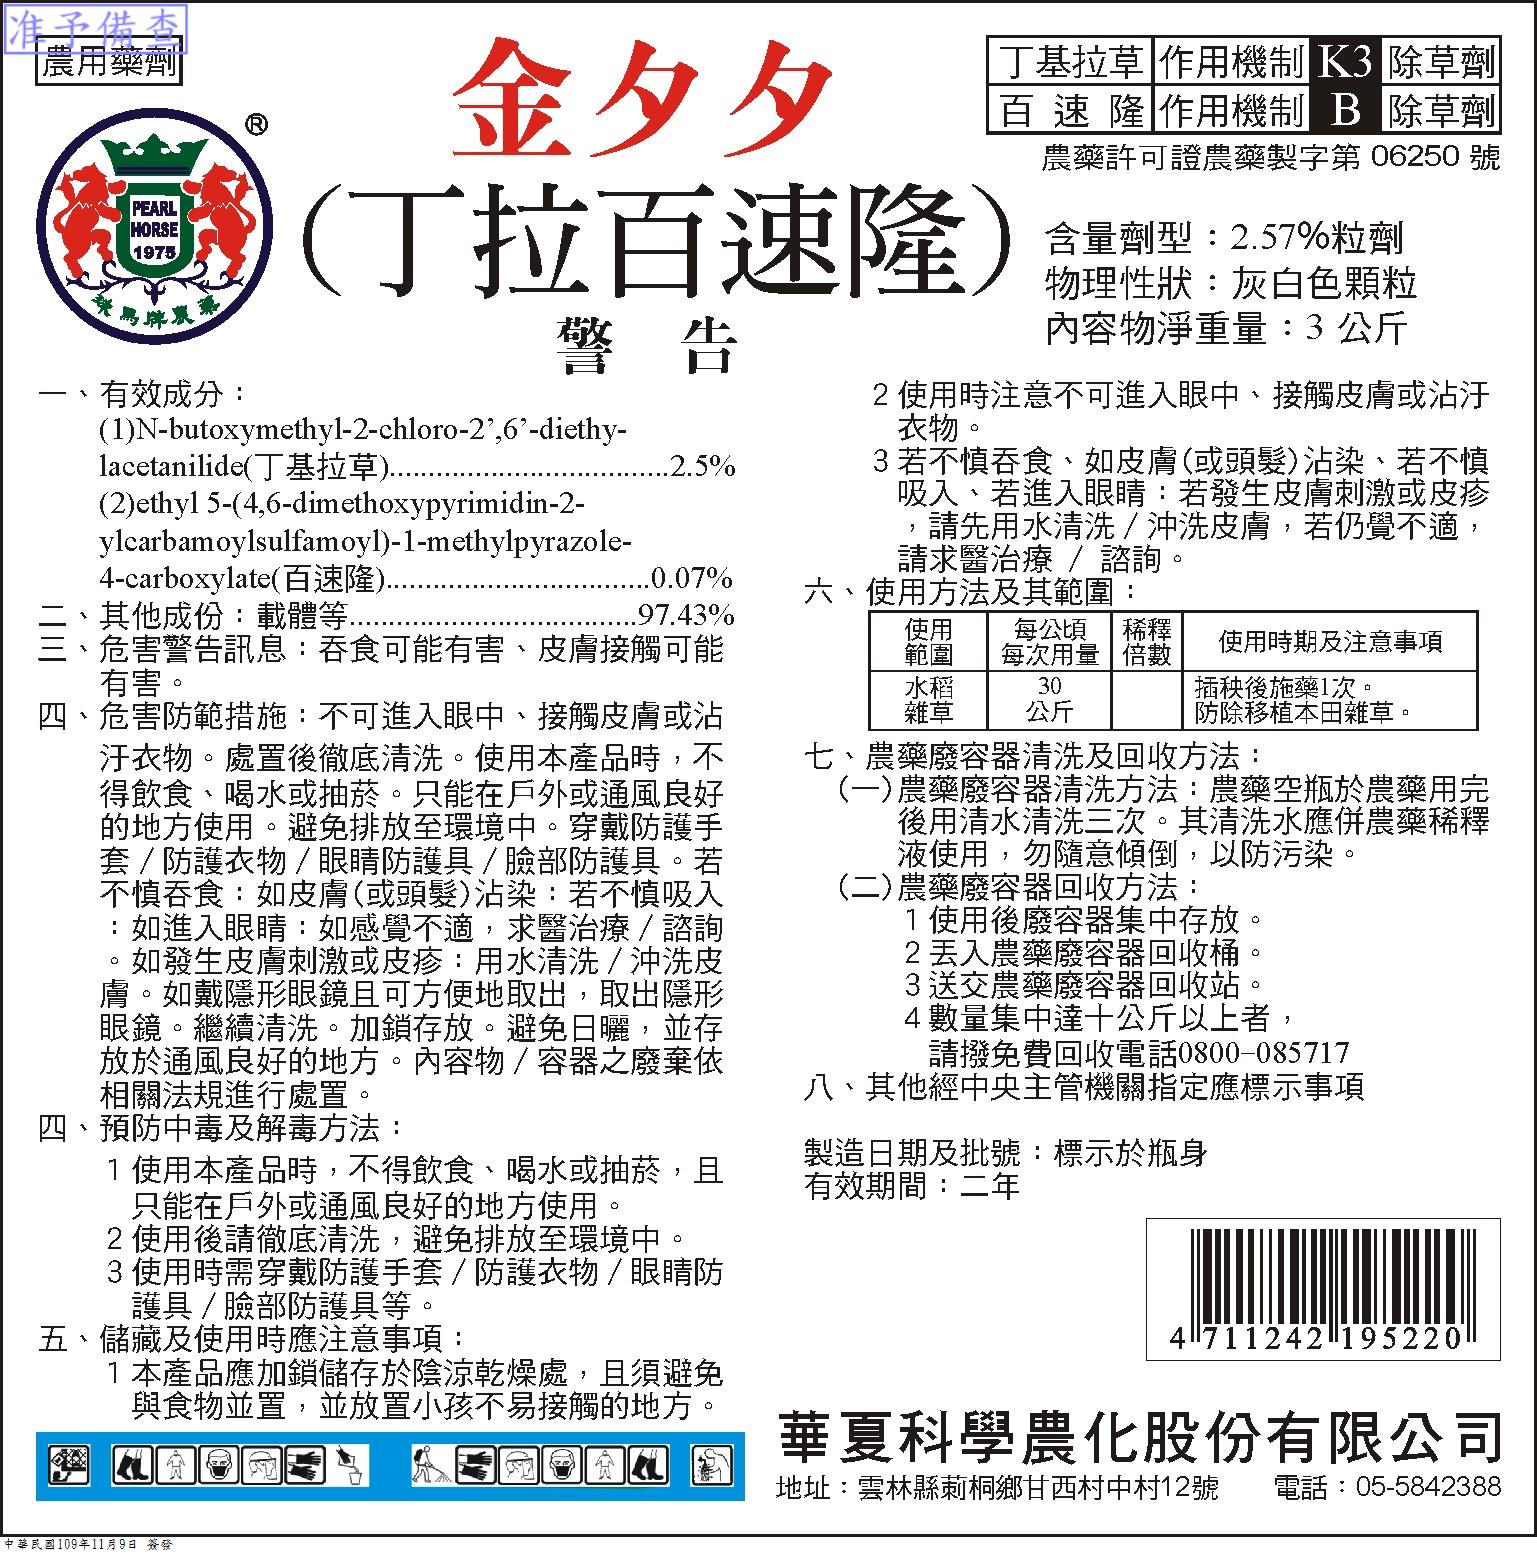 准予備查
農用藥劑
金夕夕
(丁拉百速隆)
警 告
丁基拉草 作用機制 K3 除草劑
百速隆 作用機制 B 除草劑
農藥許可證農藥製字第 06250 號
含量劑型：2.57%粒劑
物理性狀：灰白色顆粒
內容物淨重量：3 公斤
®
PEARL
HORSE
1975
珠馬牌農藥
一、有效成分：
(1)N-butoxymethyl-2-chloro-2’,6’-diethy-
lacetanilide(丁基拉草)....................................2.5%
(2)ethyl 5-(4,6-dimethoxypyrimidin-2-
ylcarbamoylsulfamoyl)-1-methylpyrazole-
4-carboxylate(百速隆)..................................0.07%
二、其他成份：載體等.....................................97.43%
三、危害警告訊息：吞食可能有害、皮膚接觸可能
有害。
四、危害防範措施：不可進入眼中、接觸皮膚或沾
汙衣物。處置後徹底清洗。使用本產品時，不
得飲食、喝水或抽菸。只能在戶外或通風良好
的地方使用。避免排放至環境中。穿戴防護手
套／防護衣物／眼睛防護具／臉部防護具。若
不慎吞食：如皮膚(或頭髮)沾染：若不慎吸入
：如進入眼睛：如感覺不適，求醫治療／諮詢
。如發生皮膚刺激或皮疹：用水清洗／沖洗皮
膚。如戴隱形眼鏡且可方便地取出，取出隱形
眼鏡。繼續清洗。加鎖存放。避免日曬，並存
放於通風良好的地方。內容物／容器之廢棄依
相關法規進行處置。
四、預防中毒及解毒方法：
1 使用本產品時，不得飲食、喝水或抽菸，且
只能在戶外或通風良好的地方使用。
2 使用後請徹底清洗，避免排放至環境中。
3 使用時需穿戴防護手套／防護衣物／眼睛防
護具／臉部防護具等。
五、儲藏及使用時應注意事項：
1 本產品應加鎖儲存於陰涼乾燥處，且須避免
與食物並置，並放置小孩不易接觸的地方。
2 使用時注意不可進入眼中、接觸皮膚或沾汙
衣物。
3 若不慎吞食、如皮膚(或頭髮)沾染、若不慎
吸入、若進入眼睛：若發生皮膚刺激或皮疹
，請先用水清洗／沖洗皮膚，若仍覺不適，
請求醫治療 ／ 諮詢。
六、使用方法及其範圍：
使用範圍 每公頃每次用量 稀釋倍數 使用時期及注意事項
水稻雜草 30公斤 插秧後施藥1次。
防除移植本田雜草。
七、農藥廢容器清洗及回收方法：
(一)農藥廢容器清洗方法：農藥空瓶於農藥用完
後用清水清洗三次。其清洗水應併農藥稀釋
液使用，勿隨意傾倒，以防污染。
(二)農藥廢容器回收方法：
1 使用後廢容器集中存放。
2 丟入農藥廢容器回收桶。
3 送交農藥廢容器回收站。
4 數量集中達十公斤以上者，
請撥免費回收電話0800-085717
八、其他經中央主管機關指定應標示事項
製造日期及批號：標示於瓶身
有效期間：二年
4 711242 195220
華夏科學農化股份有限公司
地址：雲林縣莿桐鄉甘西村中村12號 電話：05-5842388
中華民國109年11月9日 簽發